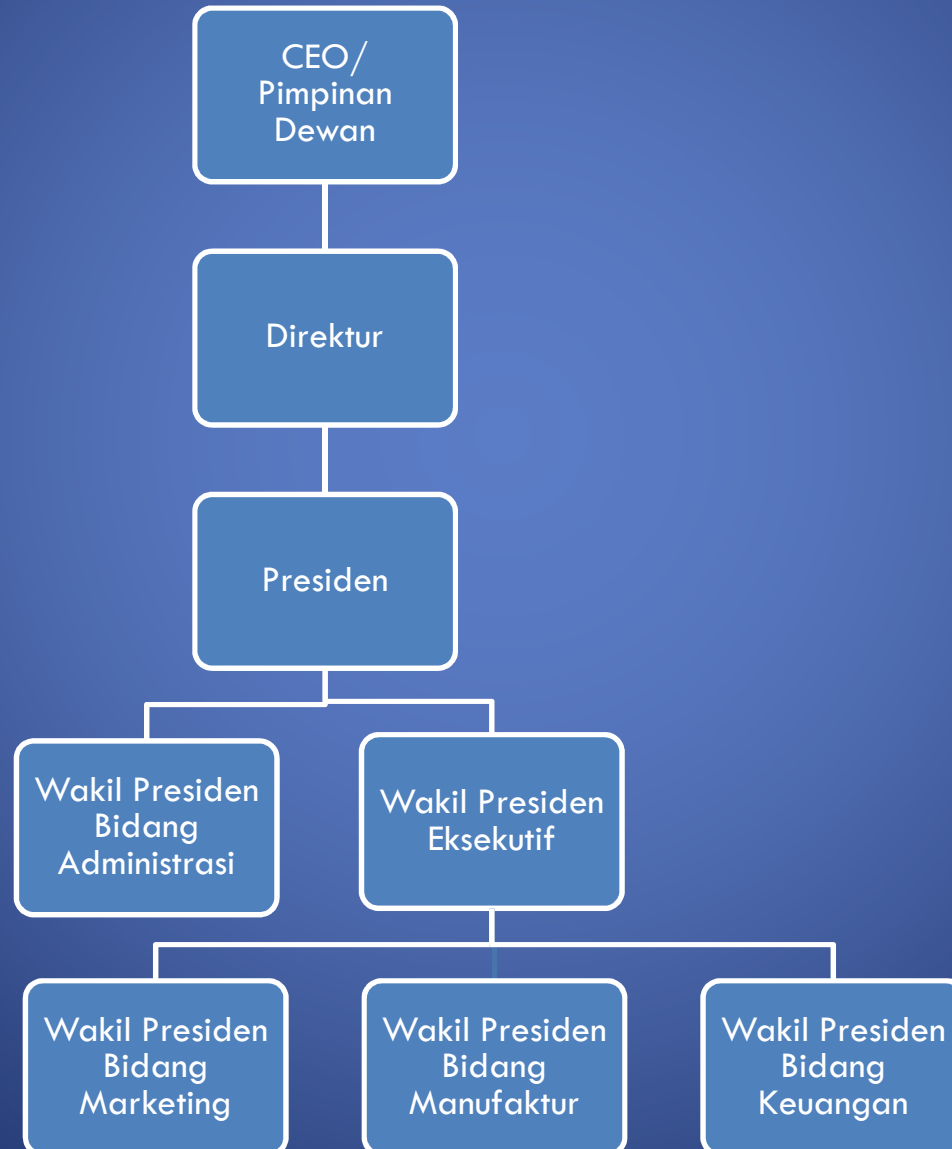 CEO/
Pimpinan
Dewan
Direktur
Presiden
Wakil Presiden
Bidang
Administrasi
Wakil Presiden
Eksekutif
Wakil Presiden
Bidang
Marketing
Wakil Presiden
Bidang
Manufaktur
Wakil Presiden
Bidang
Keuangan